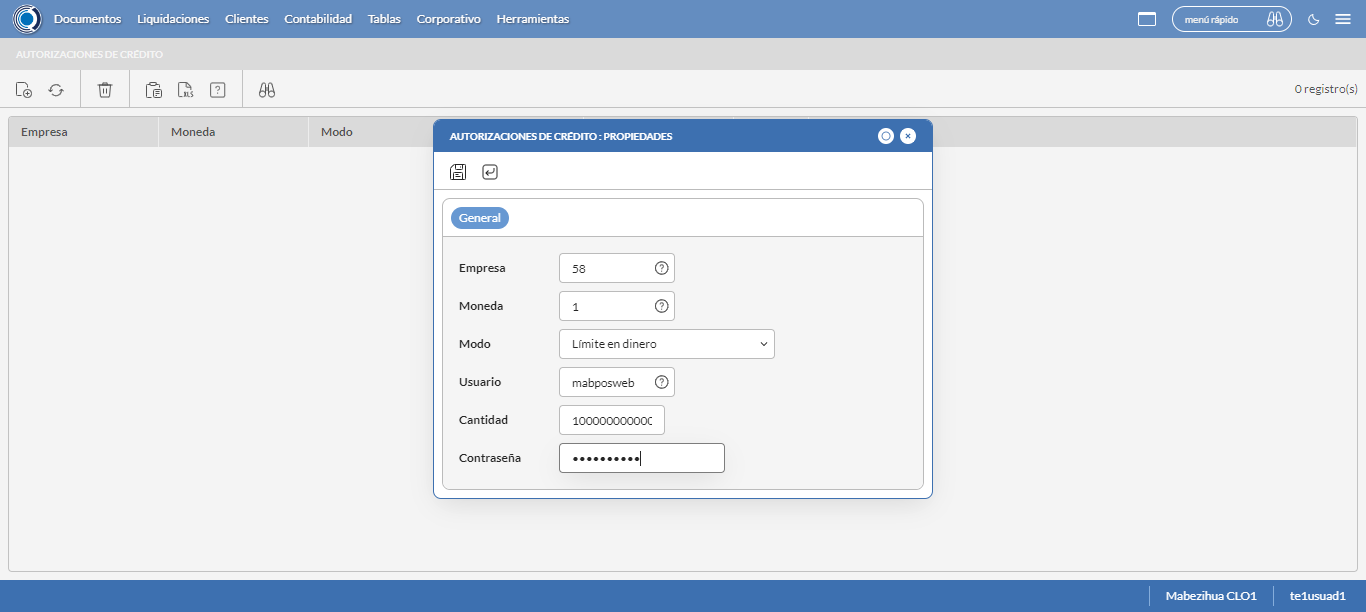 Documentos Liquidaciones Clientes Contabilidad Tablas Corporativo Herramientas menú rápido
AUTORIZACIONES DE CRÉDITO
XLS ? 0 registro(s)
Empresa Moneda Modo
AUTORIZACIONES DE CRÉDITO : PROPIEDADES
General
Empresa 58 ?
Moneda 1 ?
Modo Límite en dinero
Usuario mabposweb ?
Cantidad
Contraseña ••••••••••
Mabezihua CLO1 te1usuad1